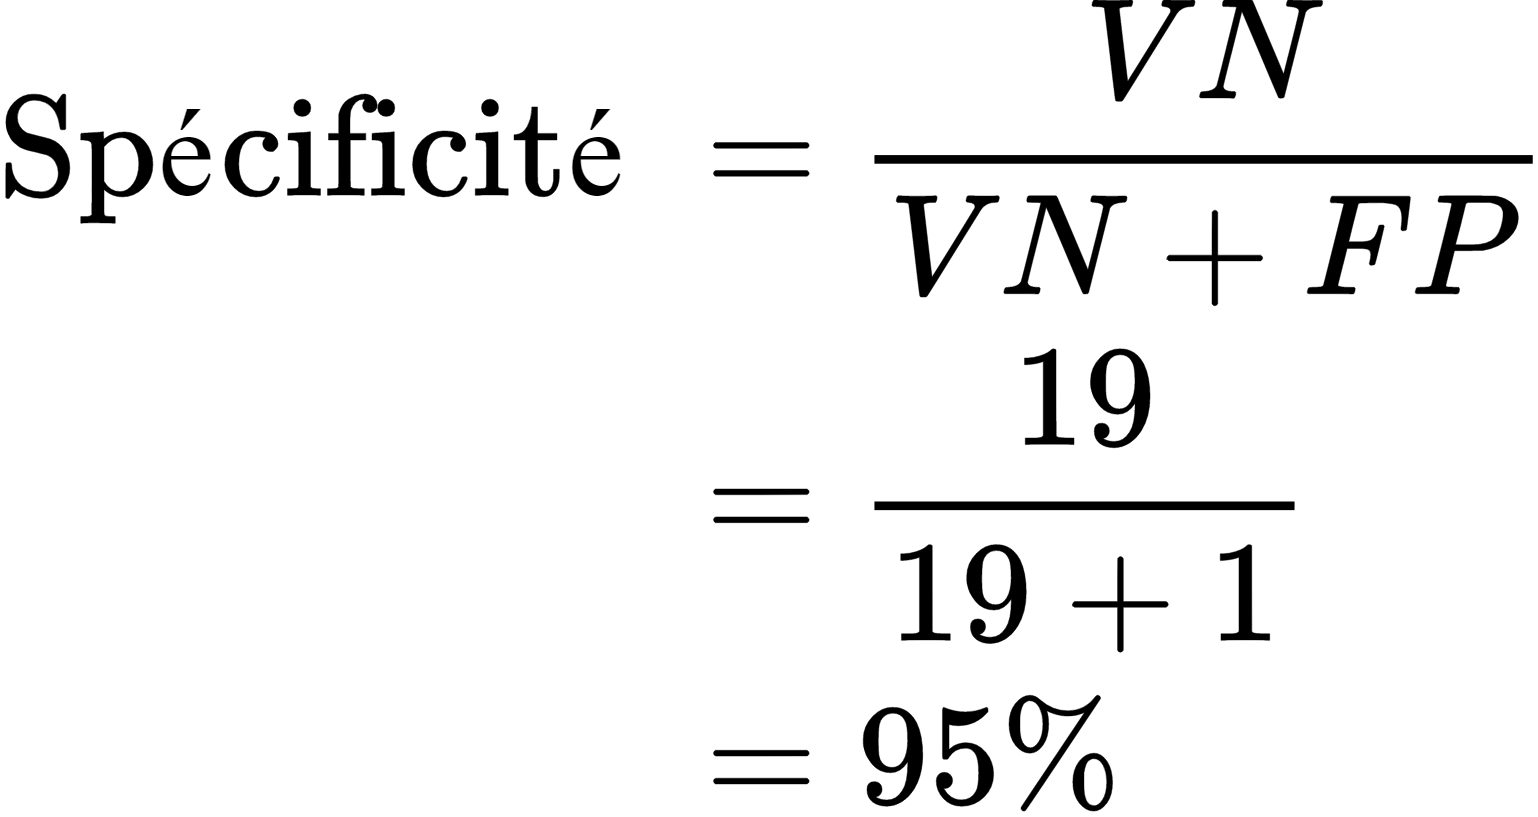 Spécificité = VN / VN + FP
= 19 / 19 + 1
= 95%